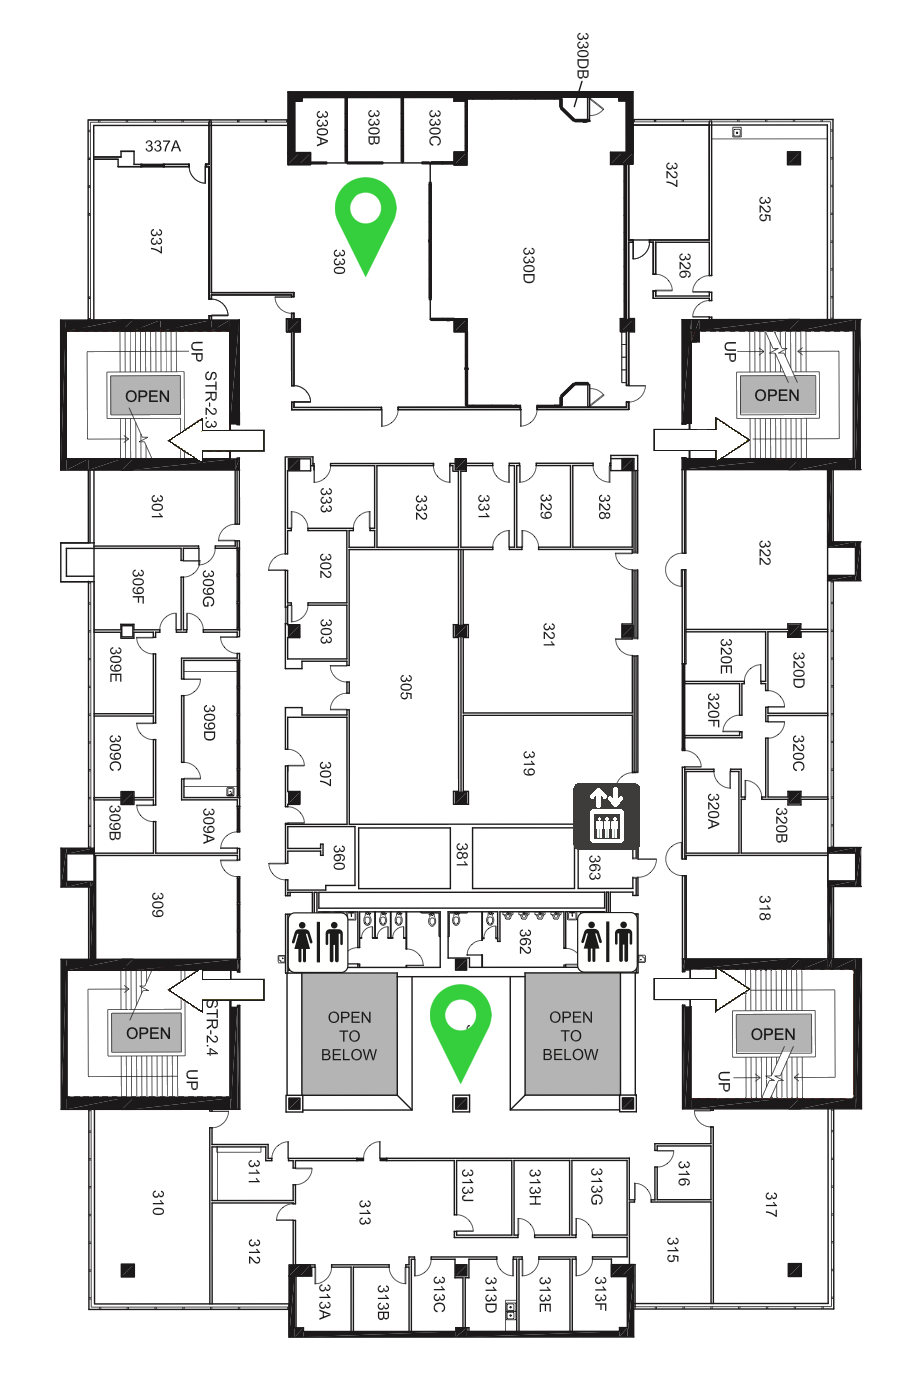 330DB
330A
330B
330C
337A
327
325
337
330
330D
326
UP
STR-2.3
OPEN
UP
OPEN
301
333
332
331
329
328
322
309F
309G
302
303
321
309E
305
320E
320D
309D
320F
309C
307
319
320C
309B
309A
320A
320B
360
381
363
309
318
362
STR-2.4
OPEN
UP
OPEN
TO
BELOW
OPEN
TO
BELOW
OPEN
UP
311
313J
313H
313G
316
310
313
317
312
315
313A
313B
313C
313D
313E
313F